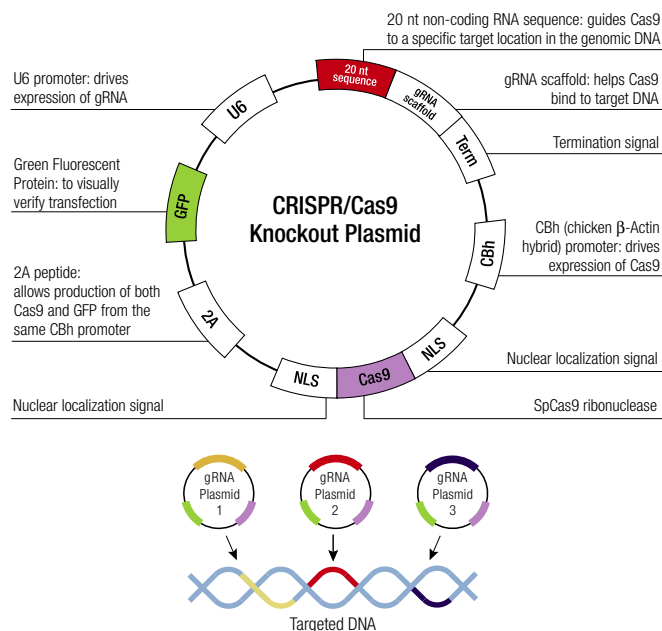 20 nt non-coding RNA sequence: guides Cas9
to a specific target location in the genomic DNA
U6 promoter: drives
expression of gRNA
20 nt
sequence
gRNA
scaffold
gRNA scaffold: helps Cas9
bind to target DNA
U6
Term
Termination signal
Green Fluorescent
Protein: to visually
verify transfection
GFP
CRISPR/Cas9
Knockout Plasmid
CBh
CBh (chicken β-Actin
hybrid) promoter: drives
expression of Cas9
2A peptide:
allows production of both
Cas9 and GFP from the
same CBh promoter
2A
NLS
Cas9
NLS
Nuclear localization signal
Nuclear localization signal
SpCas9 ribonuclease
gRNA
Plasmid
1
gRNA
Plasmid
2
gRNA
Plasmid
3
Targeted DNA